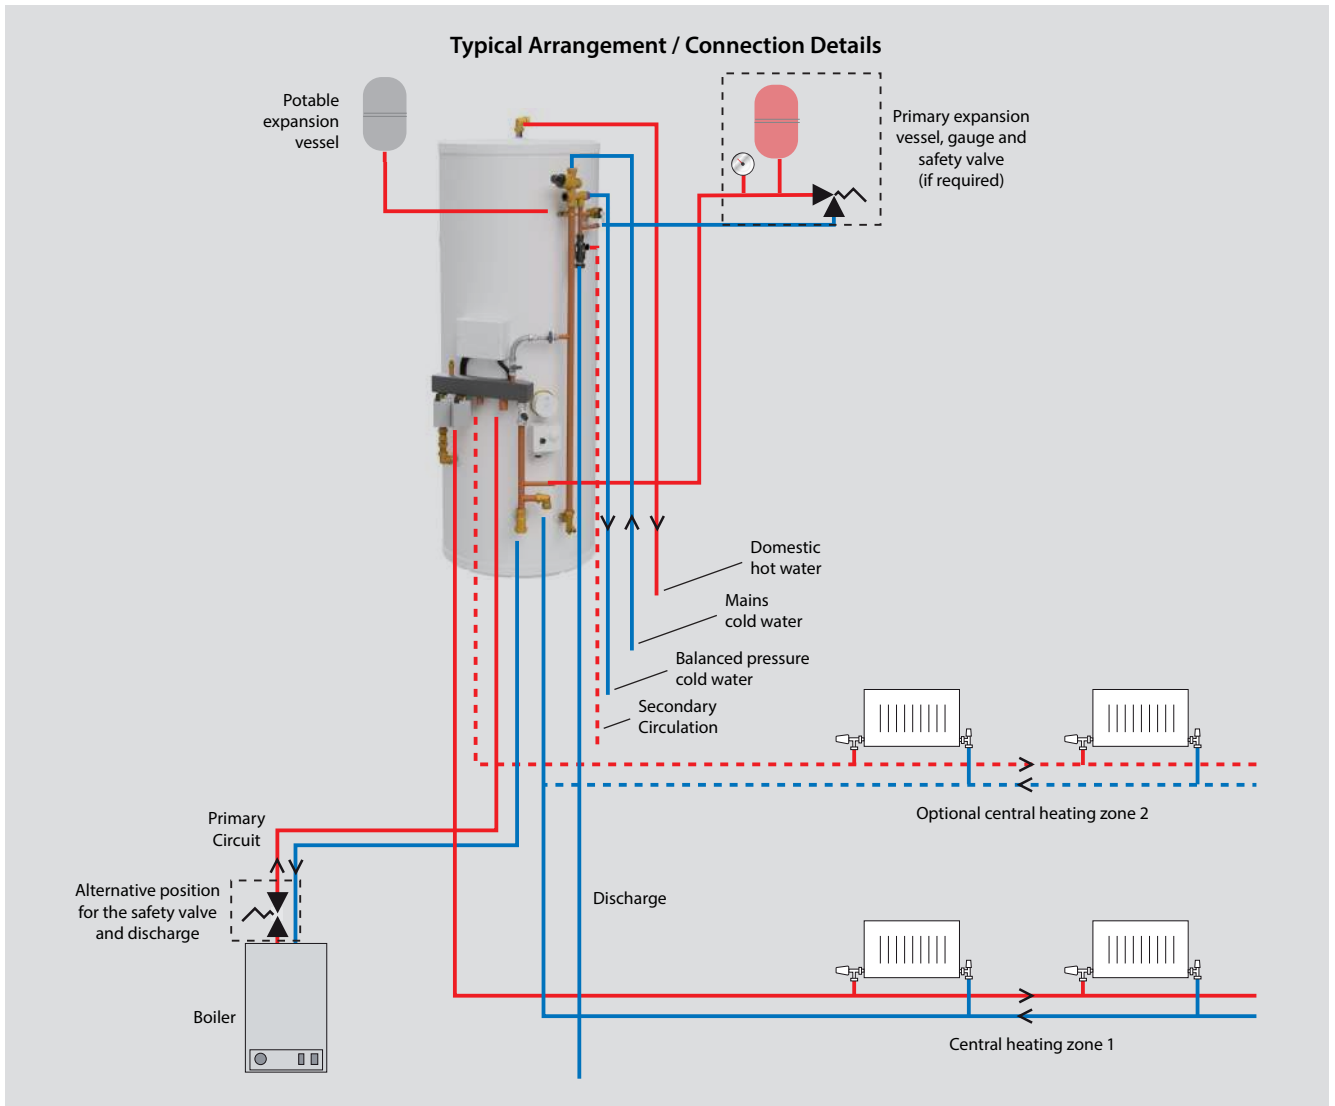 Typical Arrangement / Connection Details
Potable
expansion
vessel
Primary expansion
vessel, gauge and
safety valve
(if required)
Domestic
hot water
Mains
cold water
Balanced pressure
cold water
Secondary
Circulation
Optional central heating zone 2
Primary
Circuit
Alternative position
for the safety valve
and discharge
Discharge
Boiler
Central heating zone 1